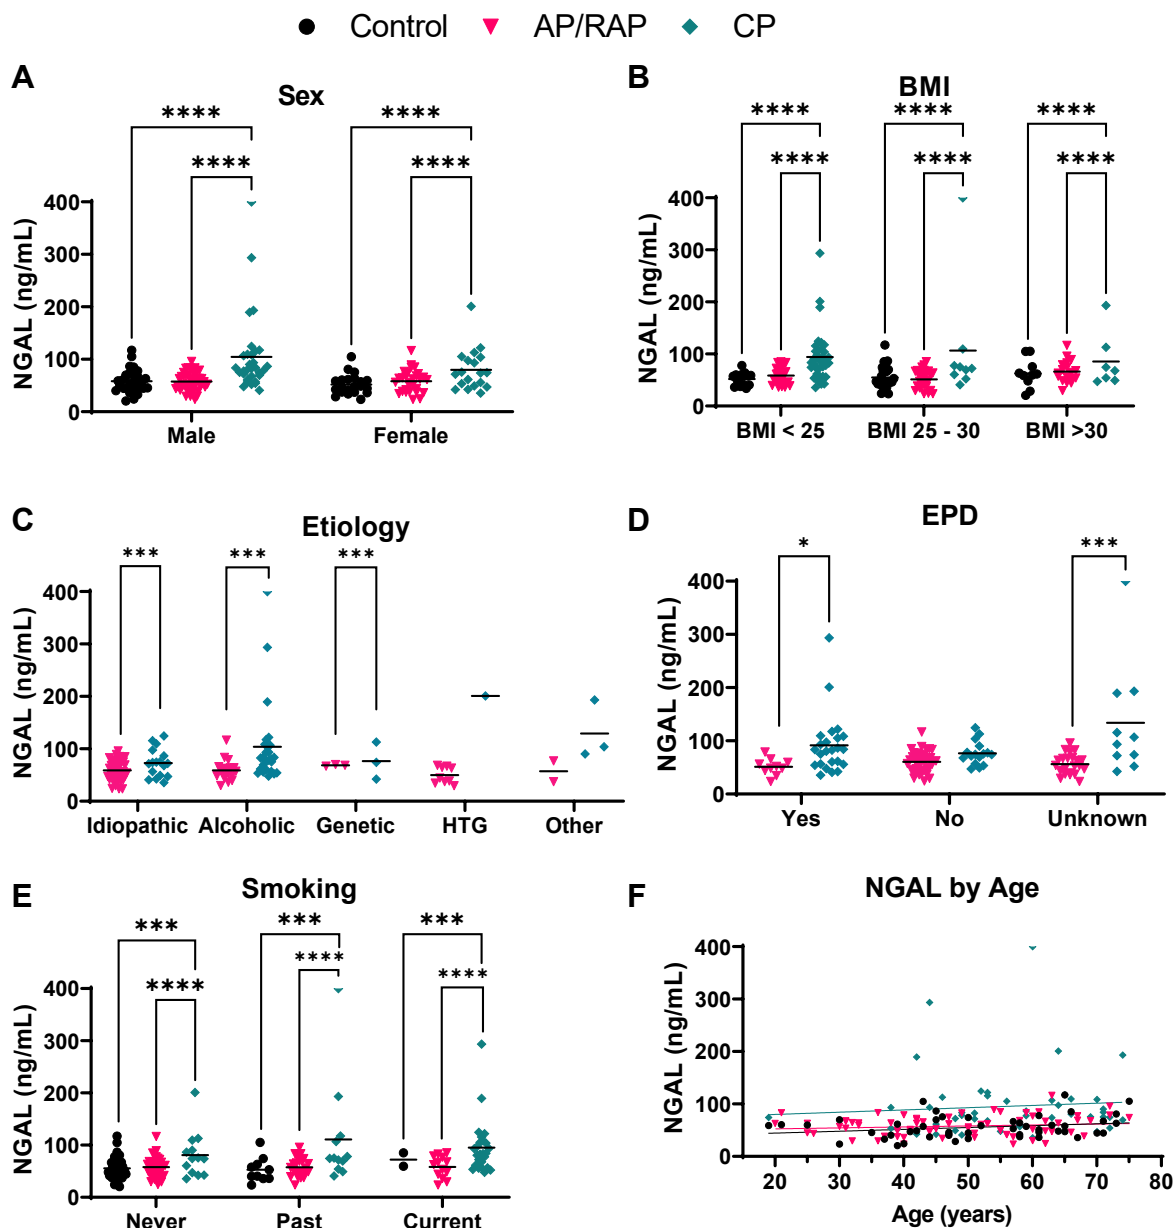 Control AP/RAP CP
A
Sex
**** ****
**** ****
NGAL (ng/mL)
400
300
200
100
0
Male Female
B
BMI
**** **** ****
**** **** ****
NGAL (ng/mL)
400
300
200
100
0
BMI < 25 BMI 25 - 30 BMI >30
C
Etiology
*** *** ***
NGAL (ng/mL)
400
300
200
100
0
Idiopathic Alcoholic Genetic HTG Other
D
EPD
* ***
NGAL (ng/mL)
400
300
200
100
0
Yes No Unknown
E
Smoking
*** *** ***
**** **** ****
NGAL (ng/mL)
400
300
200
100
0
Never Past Current
F
NGAL by Age
NGAL (ng/mL)
400
300
200
100
0
20 30 40 50 60 70 80
Age (years)